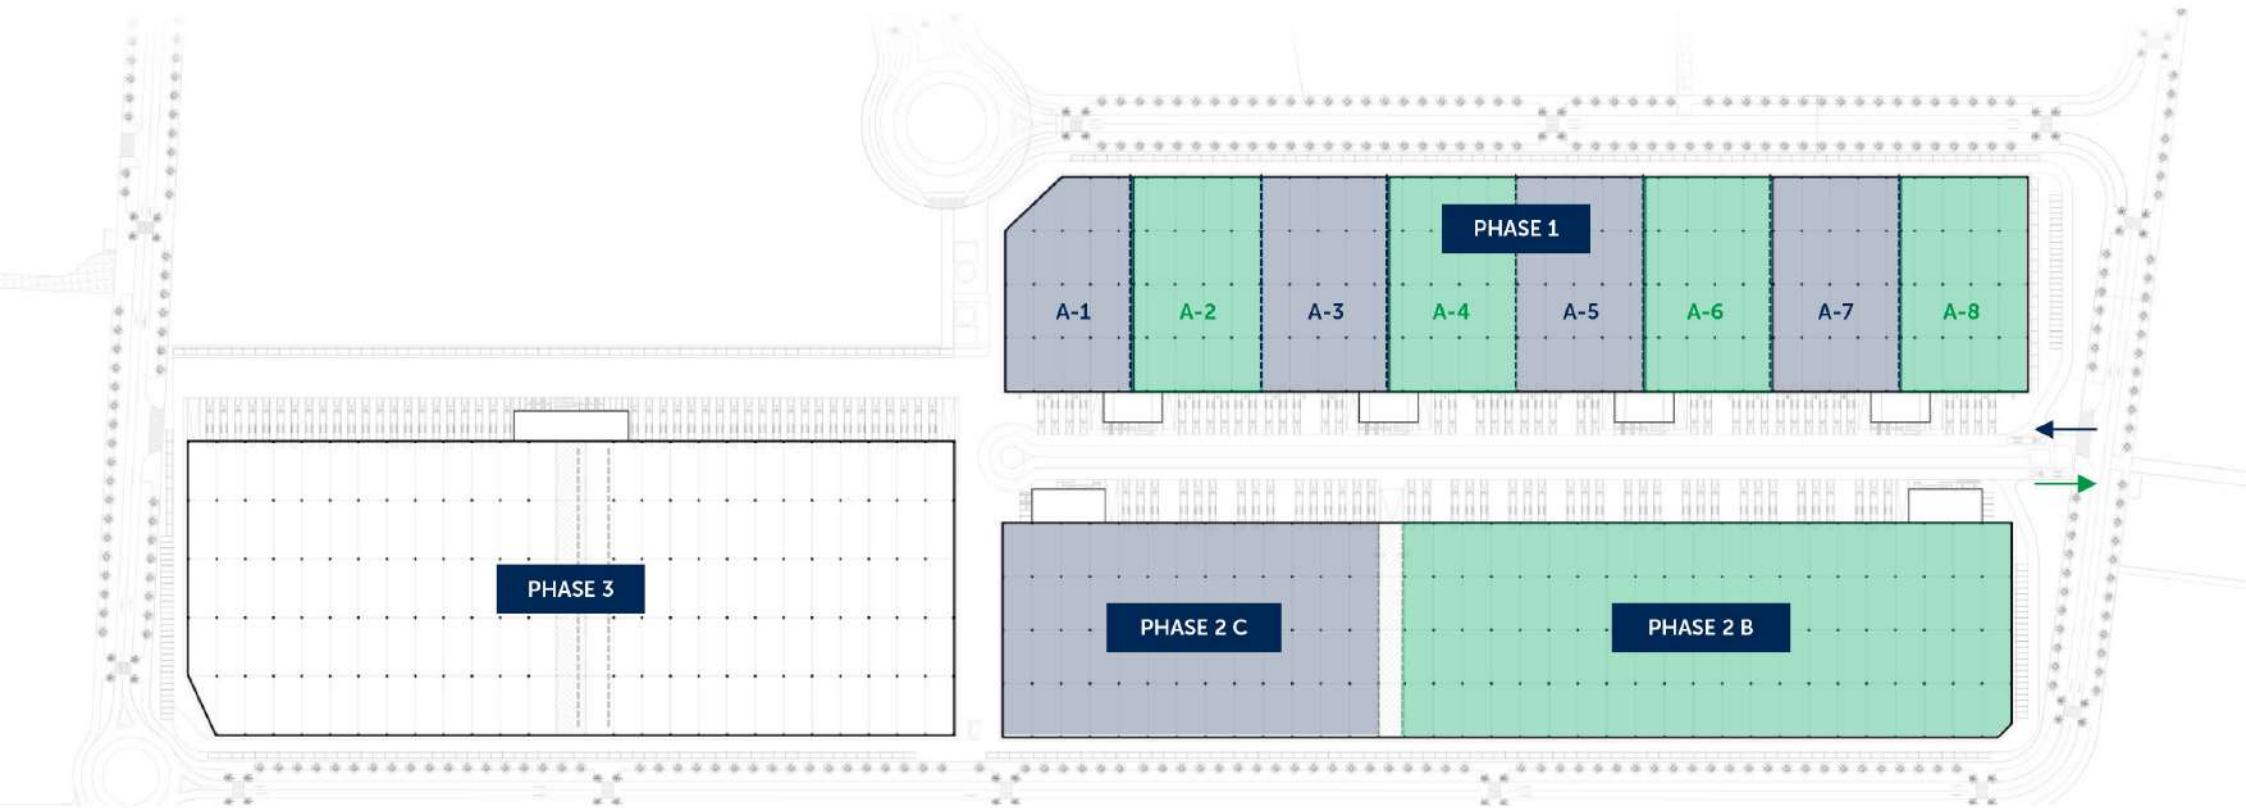 PHASE 1
A-1 A-2 A-3 A-4 A-5 A-6 A-7 A-8
PHASE 3
PHASE 2 C
PHASE 2 B